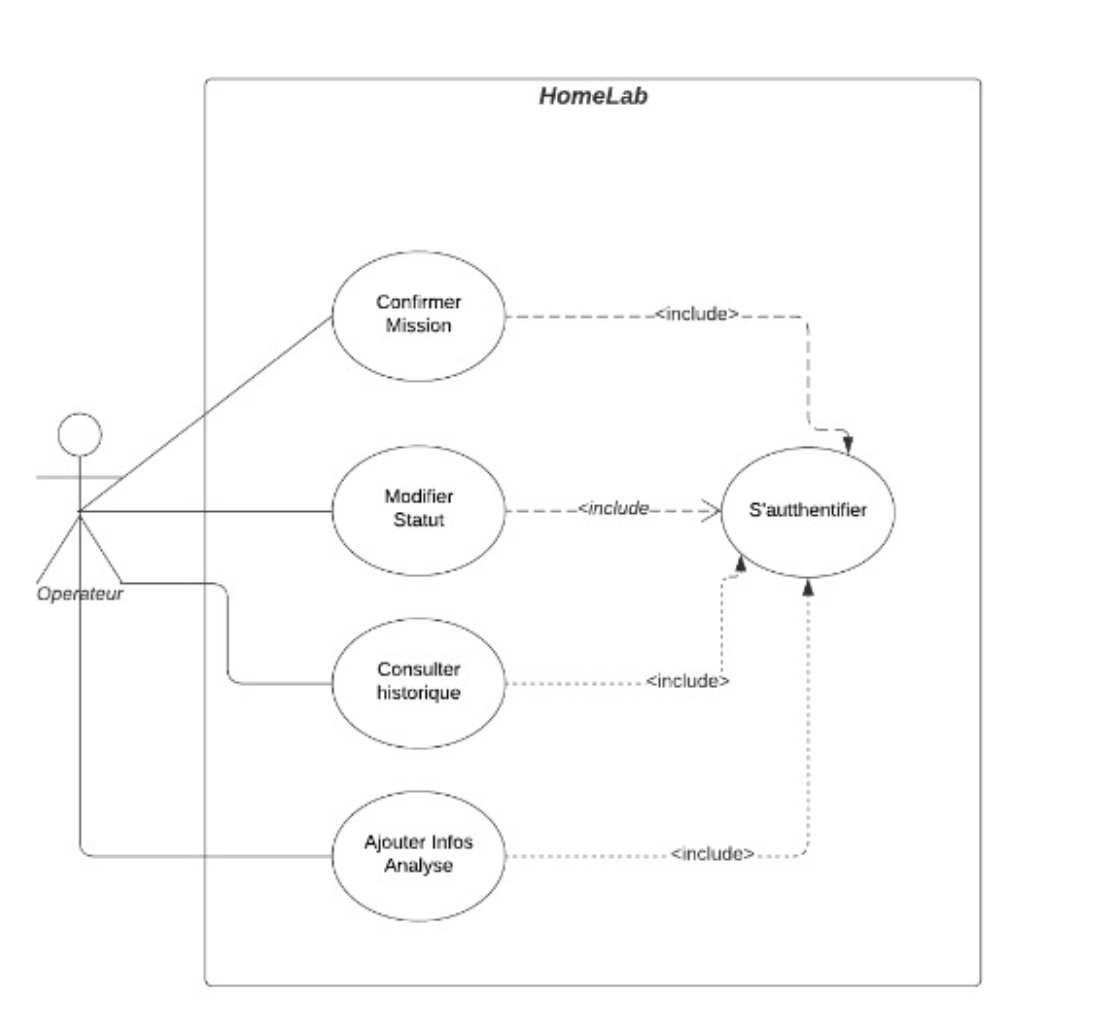 HomeLab
Confirmer
Mission
<include>
Modifier
Statut
<include
S'autthentifier
Operateur
Consulter
historique
<include>
Ajouter Infos
Analyse
<include>